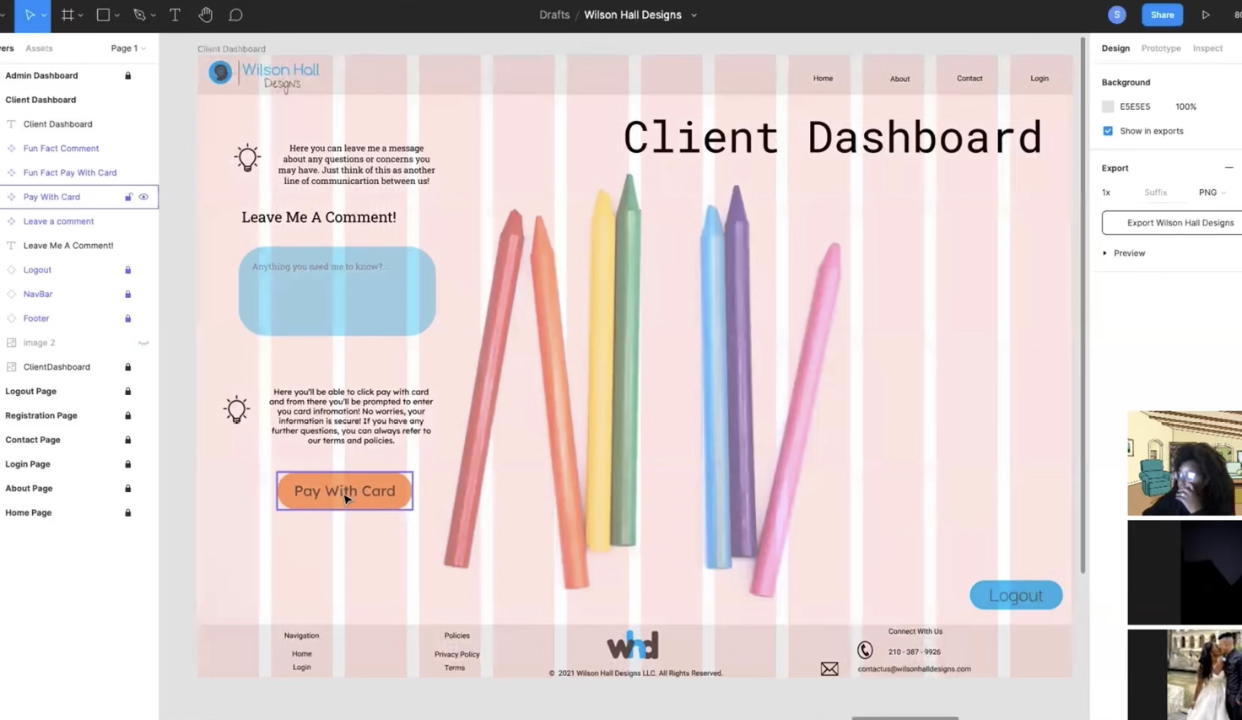 Drafts / Wilson Hall Designs
S
Share
80
ers
Assets
Page 1
Admin Dashboard
Client Dashboard
Client Dashboard
Fun Fact Comment
Fun Fact Pay With Card
Pay With Card
Leave a comment
Leave Me A Comment!
Logout
NavBar
Footer
image 2
ClientDashboard
Logout Page
Registration Page
Contact Page
Login Page
About Page
Home Page
Client Dashboard
Wilson Hall
Designs
Home
About
Contact
Login
Client Dashboard
Here you can leave me a message
about any questions or concerns you
may have. Just think of this as another
line of communicartion between us!
Leave Me A Comment!
Anything you need me to know?...
Here you'll be able to click pay with card
and from there you'll be prompted to enter
you card infromation! No worries, your
information is secure! If you have any
further questions, you can always refer to
our terms and policies.
Pay With Card
Logout
Navigation
Home
Login
Policies
Privacy Policy
Terms
whd
© 2021 Wilson Hall Designs LLC. All Rights Reserved.
Connect With Us
210 - 387 - 9926
contactus@wilsonhalldesigns.com
Design
Prototype
Inspect
Background
E5E5E5
100%
Show in exports
Export
1x
Suffix
PNG
Export Wilson Hall Designs
Preview